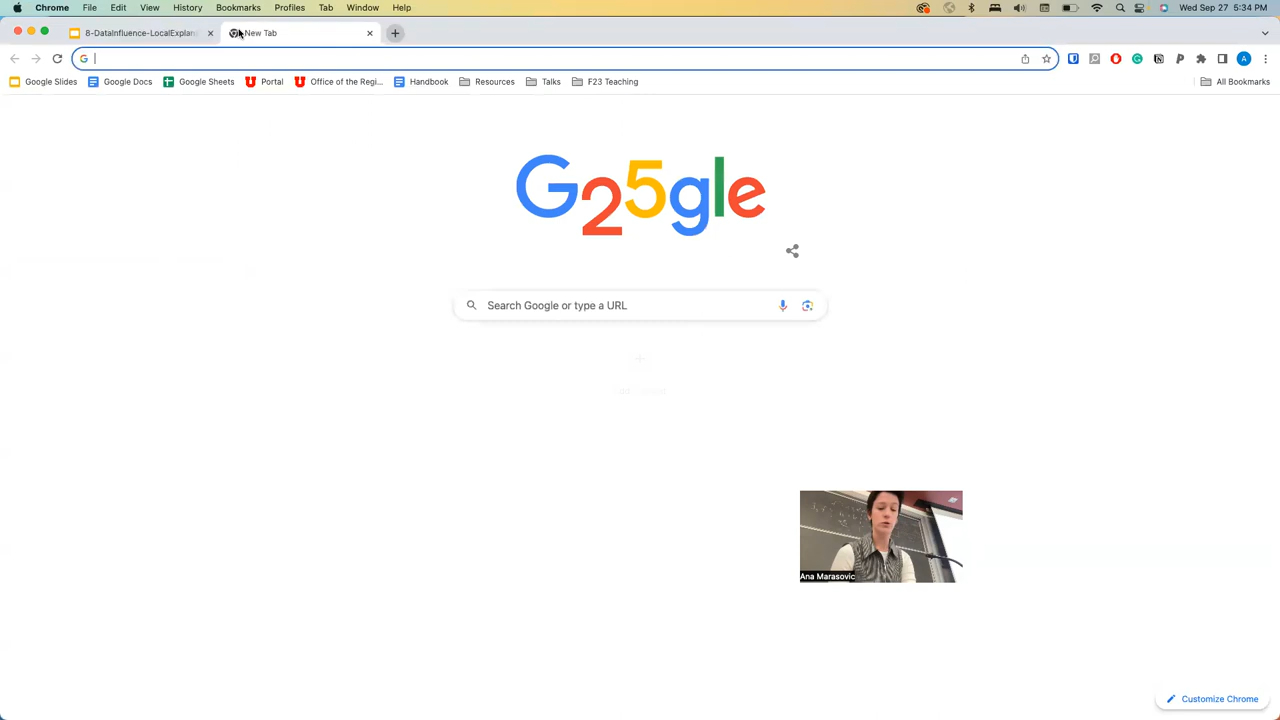 Chrome File Edit View History Bookmarks Profiles Tab Window Help Wed Sep 27 5:34 PM
8-DataInfluence-LocalExplan New Tab
Google Slides Google Docs Google Sheets Portal Office of the Regi... Handbook Resources Talks F23 Teaching All Bookmarks
G25gle
Search Google or type a URL
Ana Marasovic
Customize Chrome